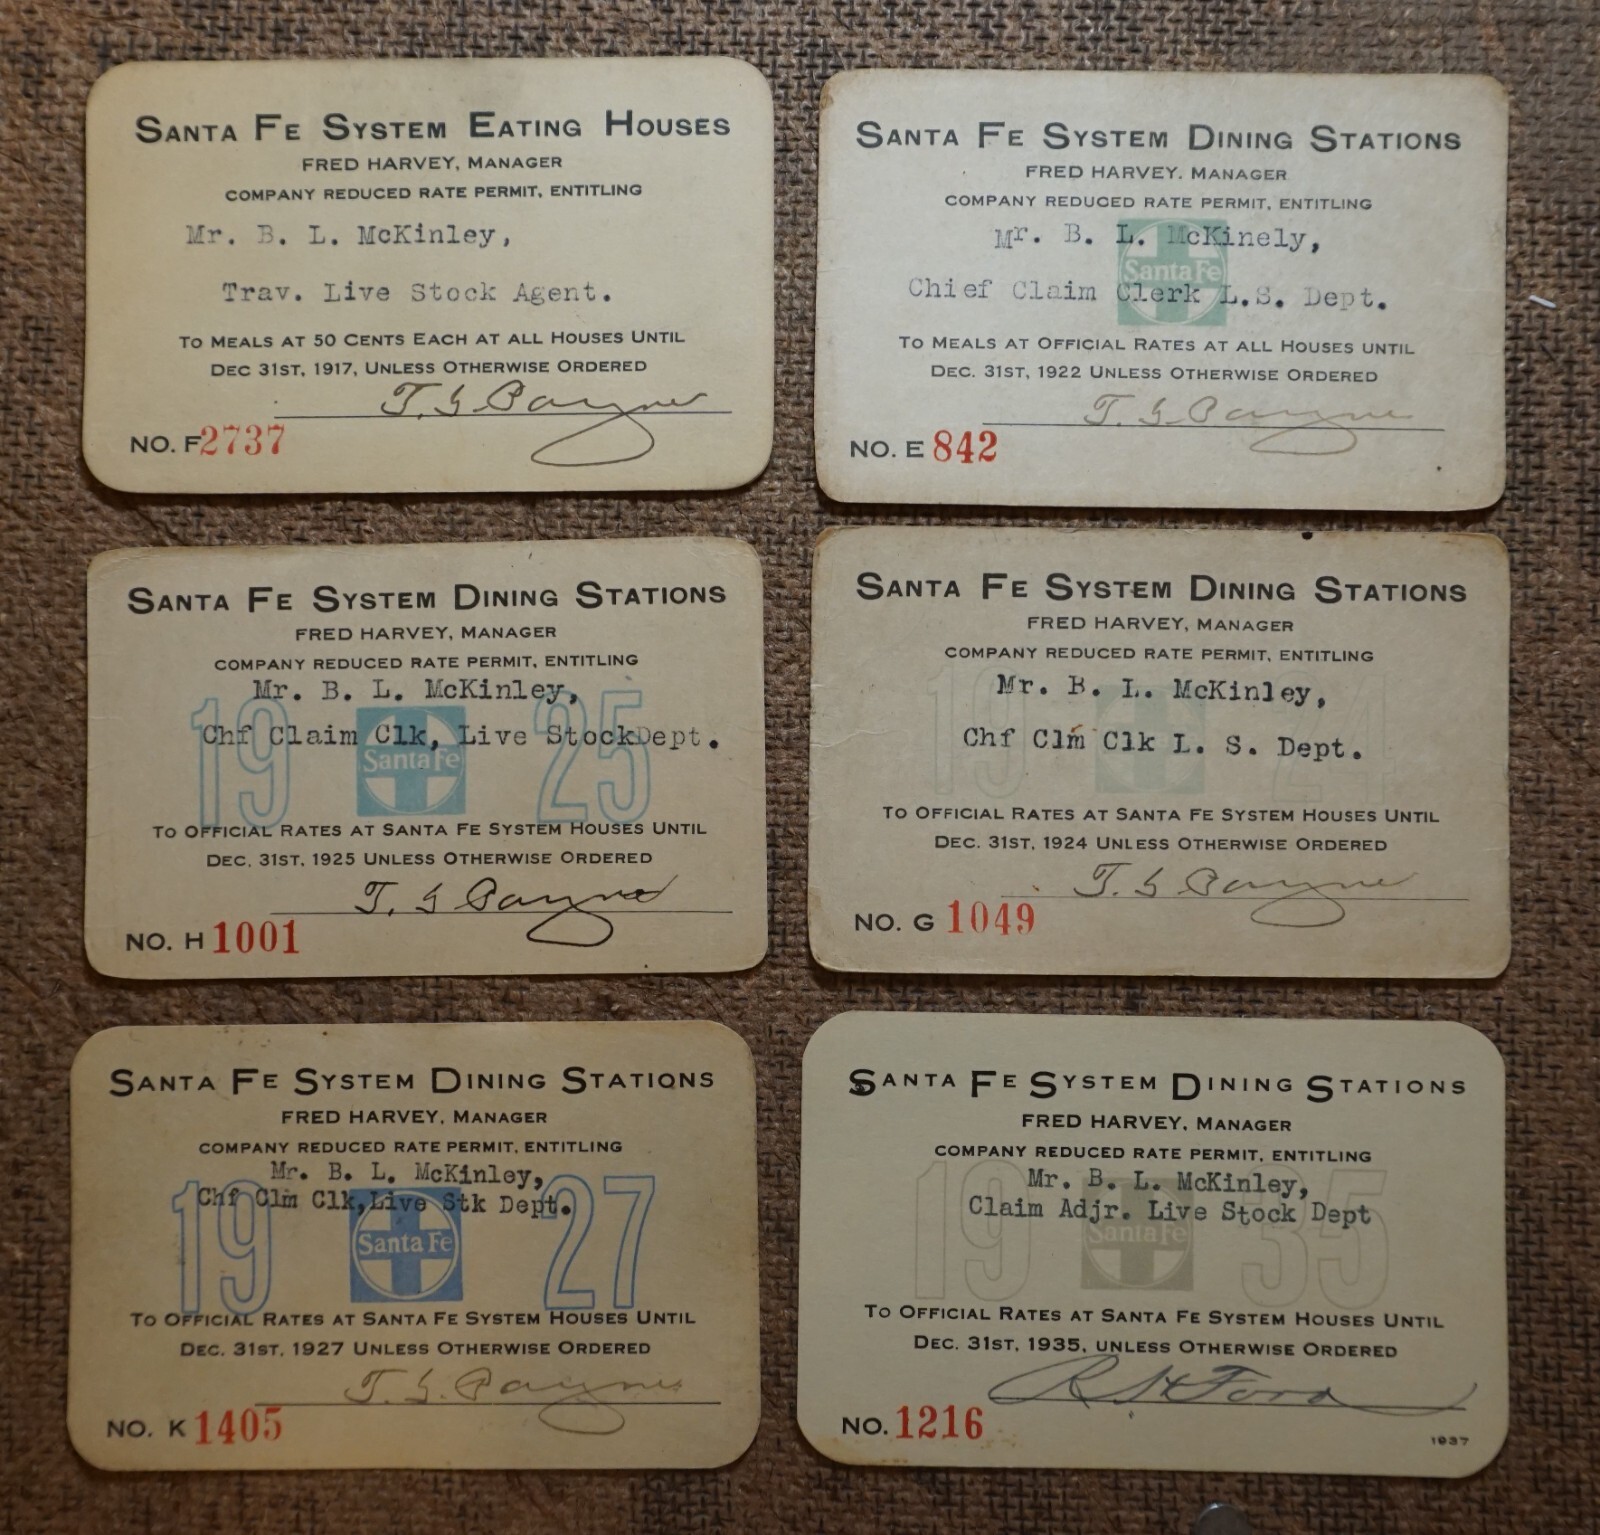 SANTA FE SYSTEM EATING HOUSES
FRED HARVEY, MANAGER
COMPANY REDUCED RATE PERMIT, ENTITLING
Mr. B. L. McKinley,
Trav. Live Stock Agent.
TO MEALS AT 50 CENTS EACH AT ALL HOUSES UNTIL
DEC 31ST, 1917, UNLESS OTHERWISE ORDERED
T. G. Payne
NO. F2737
SANTA FE SYSTEM DINING STATIONS
FRED HARVEY. MANAGER
COMPANY REDUCED RATE PERMIT, ENTITLING
Mr. B. L. McKinely,
Santa Fe
Chief Claim Clerk L.S. Dept.
TO MEALS AT OFFICIAL RATES AT ALL HOUSES UNTIL
DEC. 31ST, 1922 UNLESS OTHERWISE ORDERED
T. G. Payne
NO. E 842
SANTA FE SYSTEM DINING STATIONS
FRED HARVEY, MANAGER
COMPANY REDUCED RATE PERMIT, ENTITLING
Mr. B. L. McKinley,
Chf Claim Clk, Live StockDept.
19 Santa Fe 25
TO OFFICIAL RATES AT SANTA FE SYSTEM HOUSES UNTIL
DEC. 31ST, 1925 UNLESS OTHERWISE ORDERED
T. G Payne
NO. H 1001
SANTA FE SYSTEM DINING STATIONS
FRED HARVEY, MANAGER
COMPANY REDUCED RATE PERMIT, ENTITLING
Mr. B. L. McKinley,
Chf Clm Clk L. S. Dept.
19 24
TO OFFICIAL RATES AT SANTA FE SYSTEM HOUSES UNTIL
DEC. 31ST, 1924 UNLESS OTHERWISE ORDERED
T. G Payne
NO. G 1049
SANTA FE SYSTEM DINING STATIONS
FRED HARVEY, MANAGER
COMPANY REDUCED RATE PERMIT, ENTITLING
Mr. B. L. McKinley,
Chf Clm Clk,Live Stk Dept.
19 Santa Fe 27
TO OFFICIAL RATES AT SANTA FE SYSTEM HOUSES UNTIL
DEC. 31ST, 1927 UNLESS OTHERWISE ORDERED
T. G. Payne
NO. K 1405
SANTA FE SYSTEM DINING STATIONS
FRED HARVEY, MANAGER
COMPANY REDUCED RATE PERMIT, ENTITLING
Mr. B. L. McKinley,
Claim Adjr. Live Stock Dept
19 Santa Fe 35
TO OFFICIAL RATES AT SANTA FE SYSTEM HOUSES UNTIL
DEC. 31ST, 1935, UNLESS OTHERWISE ORDERED
R H Ford
NO. 1216
1937